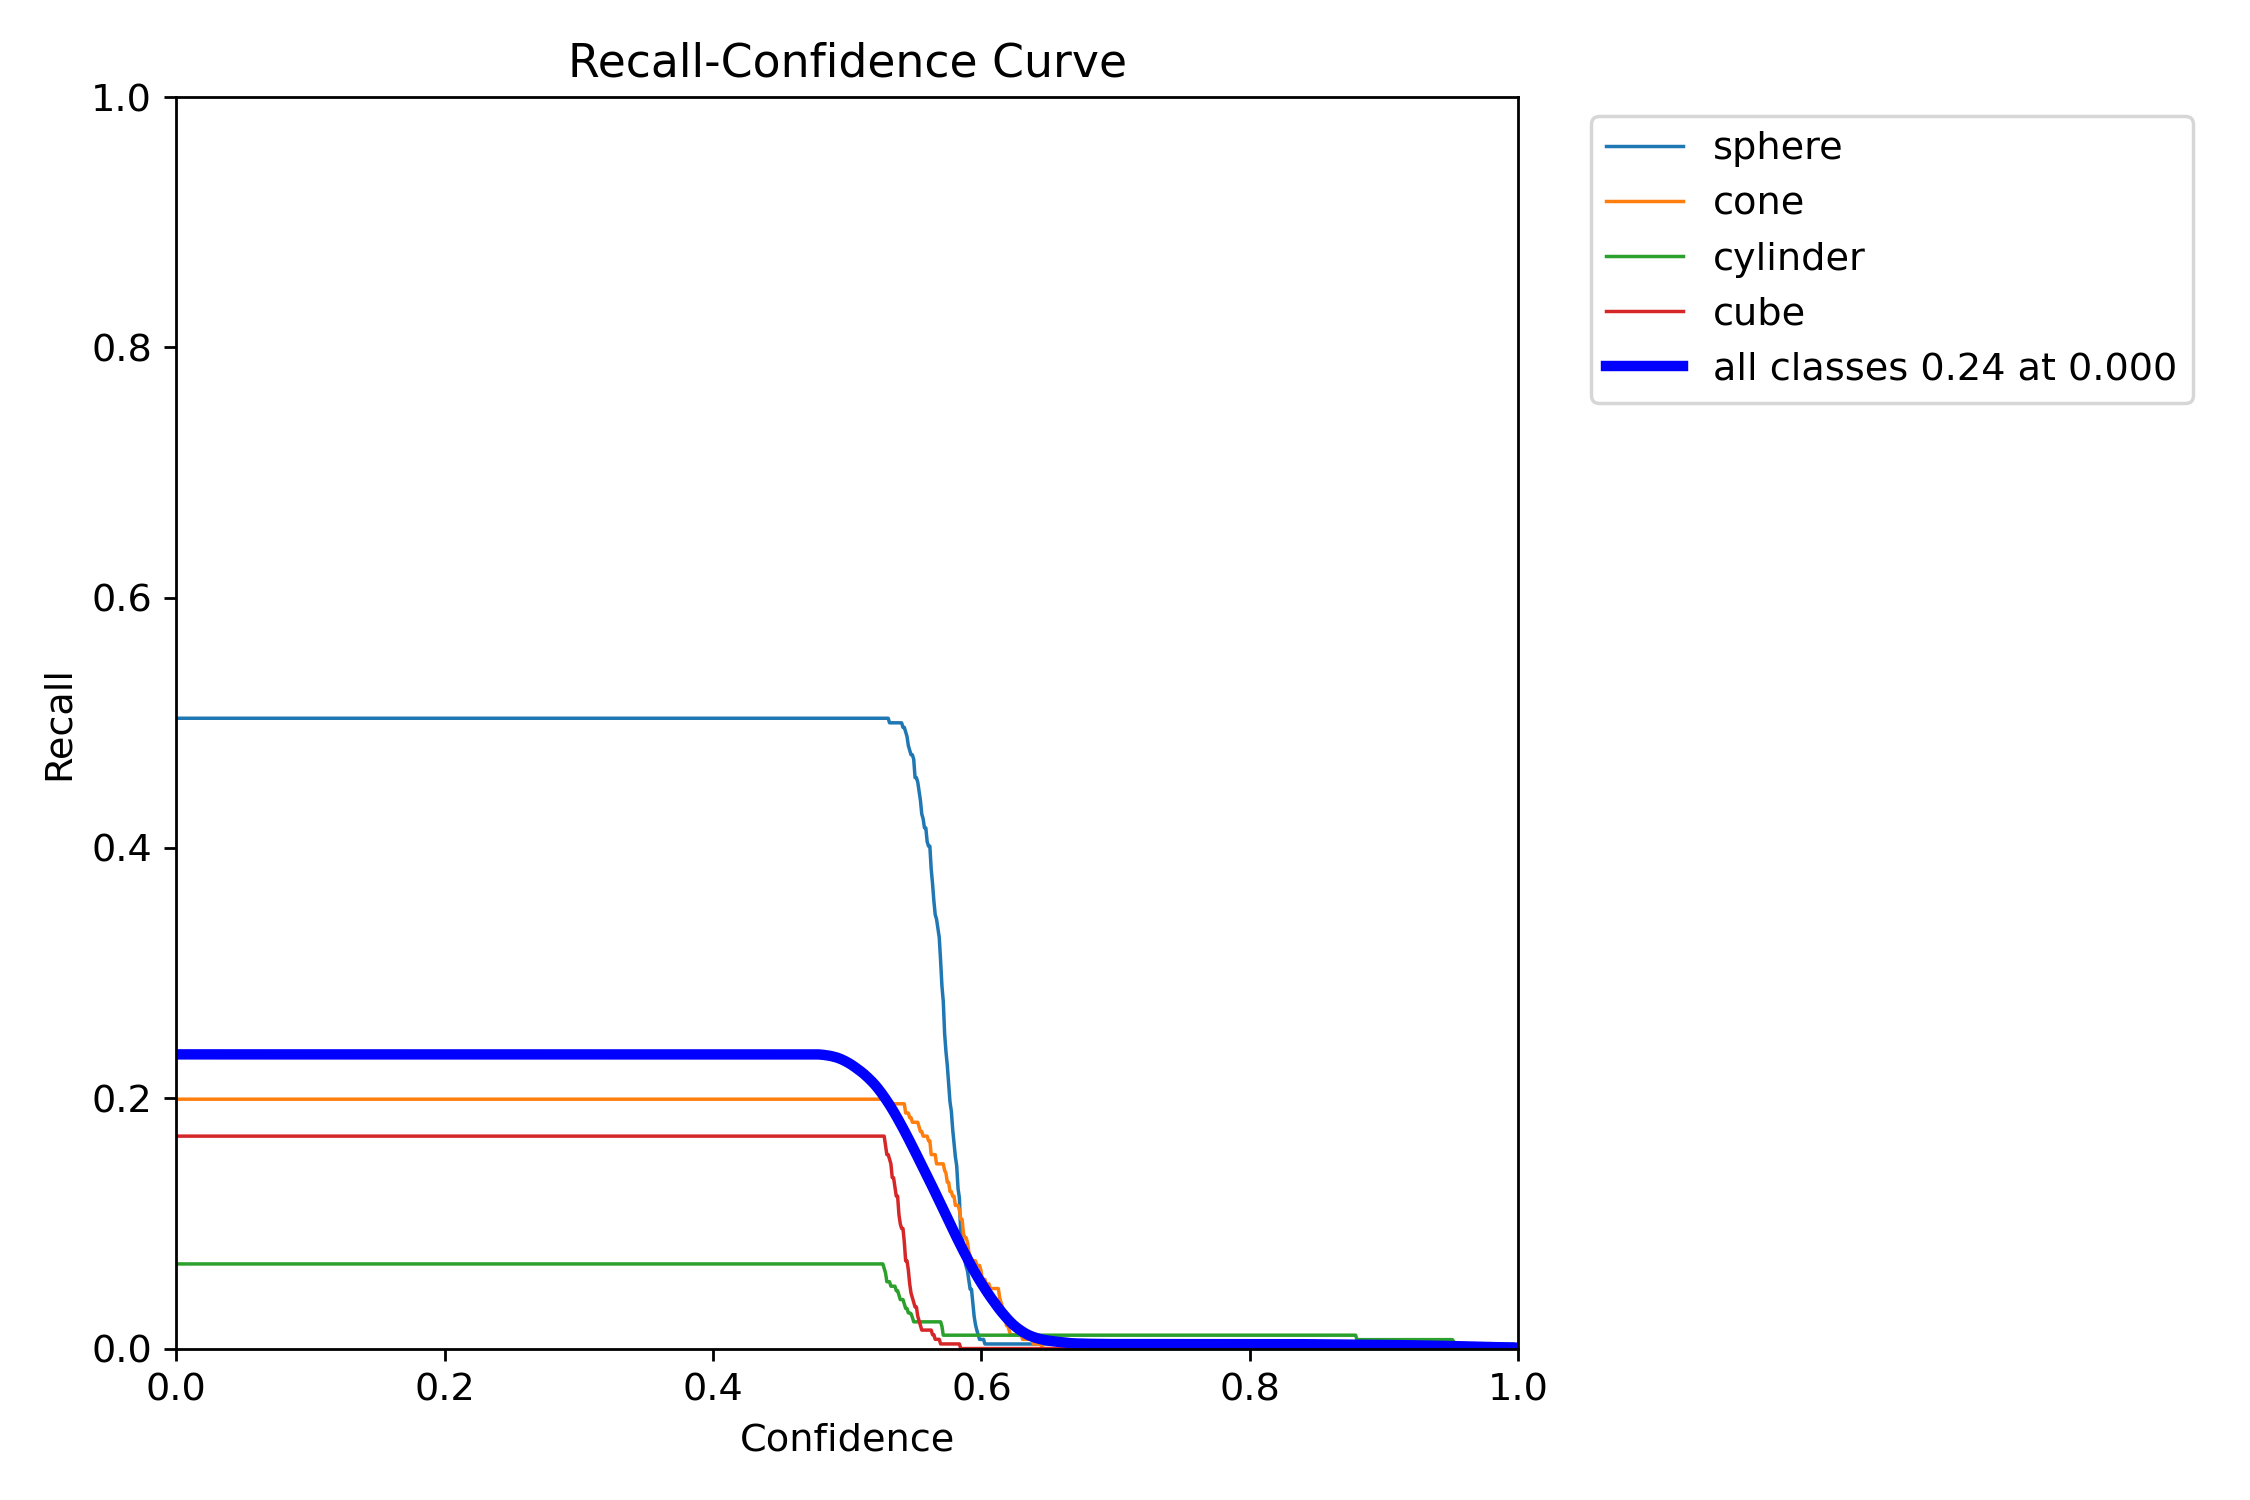 Recall-Confidence Curve
1.0
0.8
0.6
0.4
0.2
0.0
Recall
0.0 0.2 0.4 0.6 0.8 1.0
Confidence
sphere
cone
cylinder
cube
all classes 0.24 at 0.000